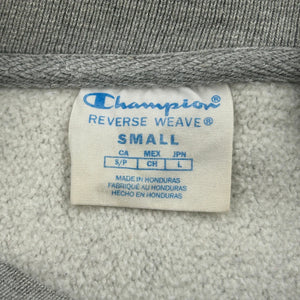 Champion
REVERSE WEAVE®
SMALL
CA MEX JPN
S/P CH L
MADE IN HONDURAS
FABRIQUÉ AU HONDURAS
HECHO EN HONDURAS